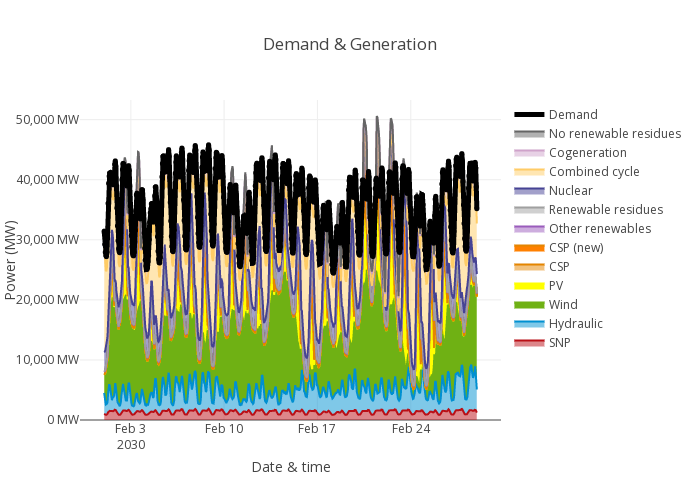 Demand & Generation
50,000 MW
40,000 MW
30,000 MW
20,000 MW
10,000 MW
0 MW
Power (MW)
Feb 3
2030
Feb 10
Feb 17
Feb 24
Date & time
Demand
No renewable residues
Cogeneration
Combined cycle
Nuclear
Renewable residues
Other renewables
CSP (new)
CSP
PV
Wind
Hydraulic
SNP